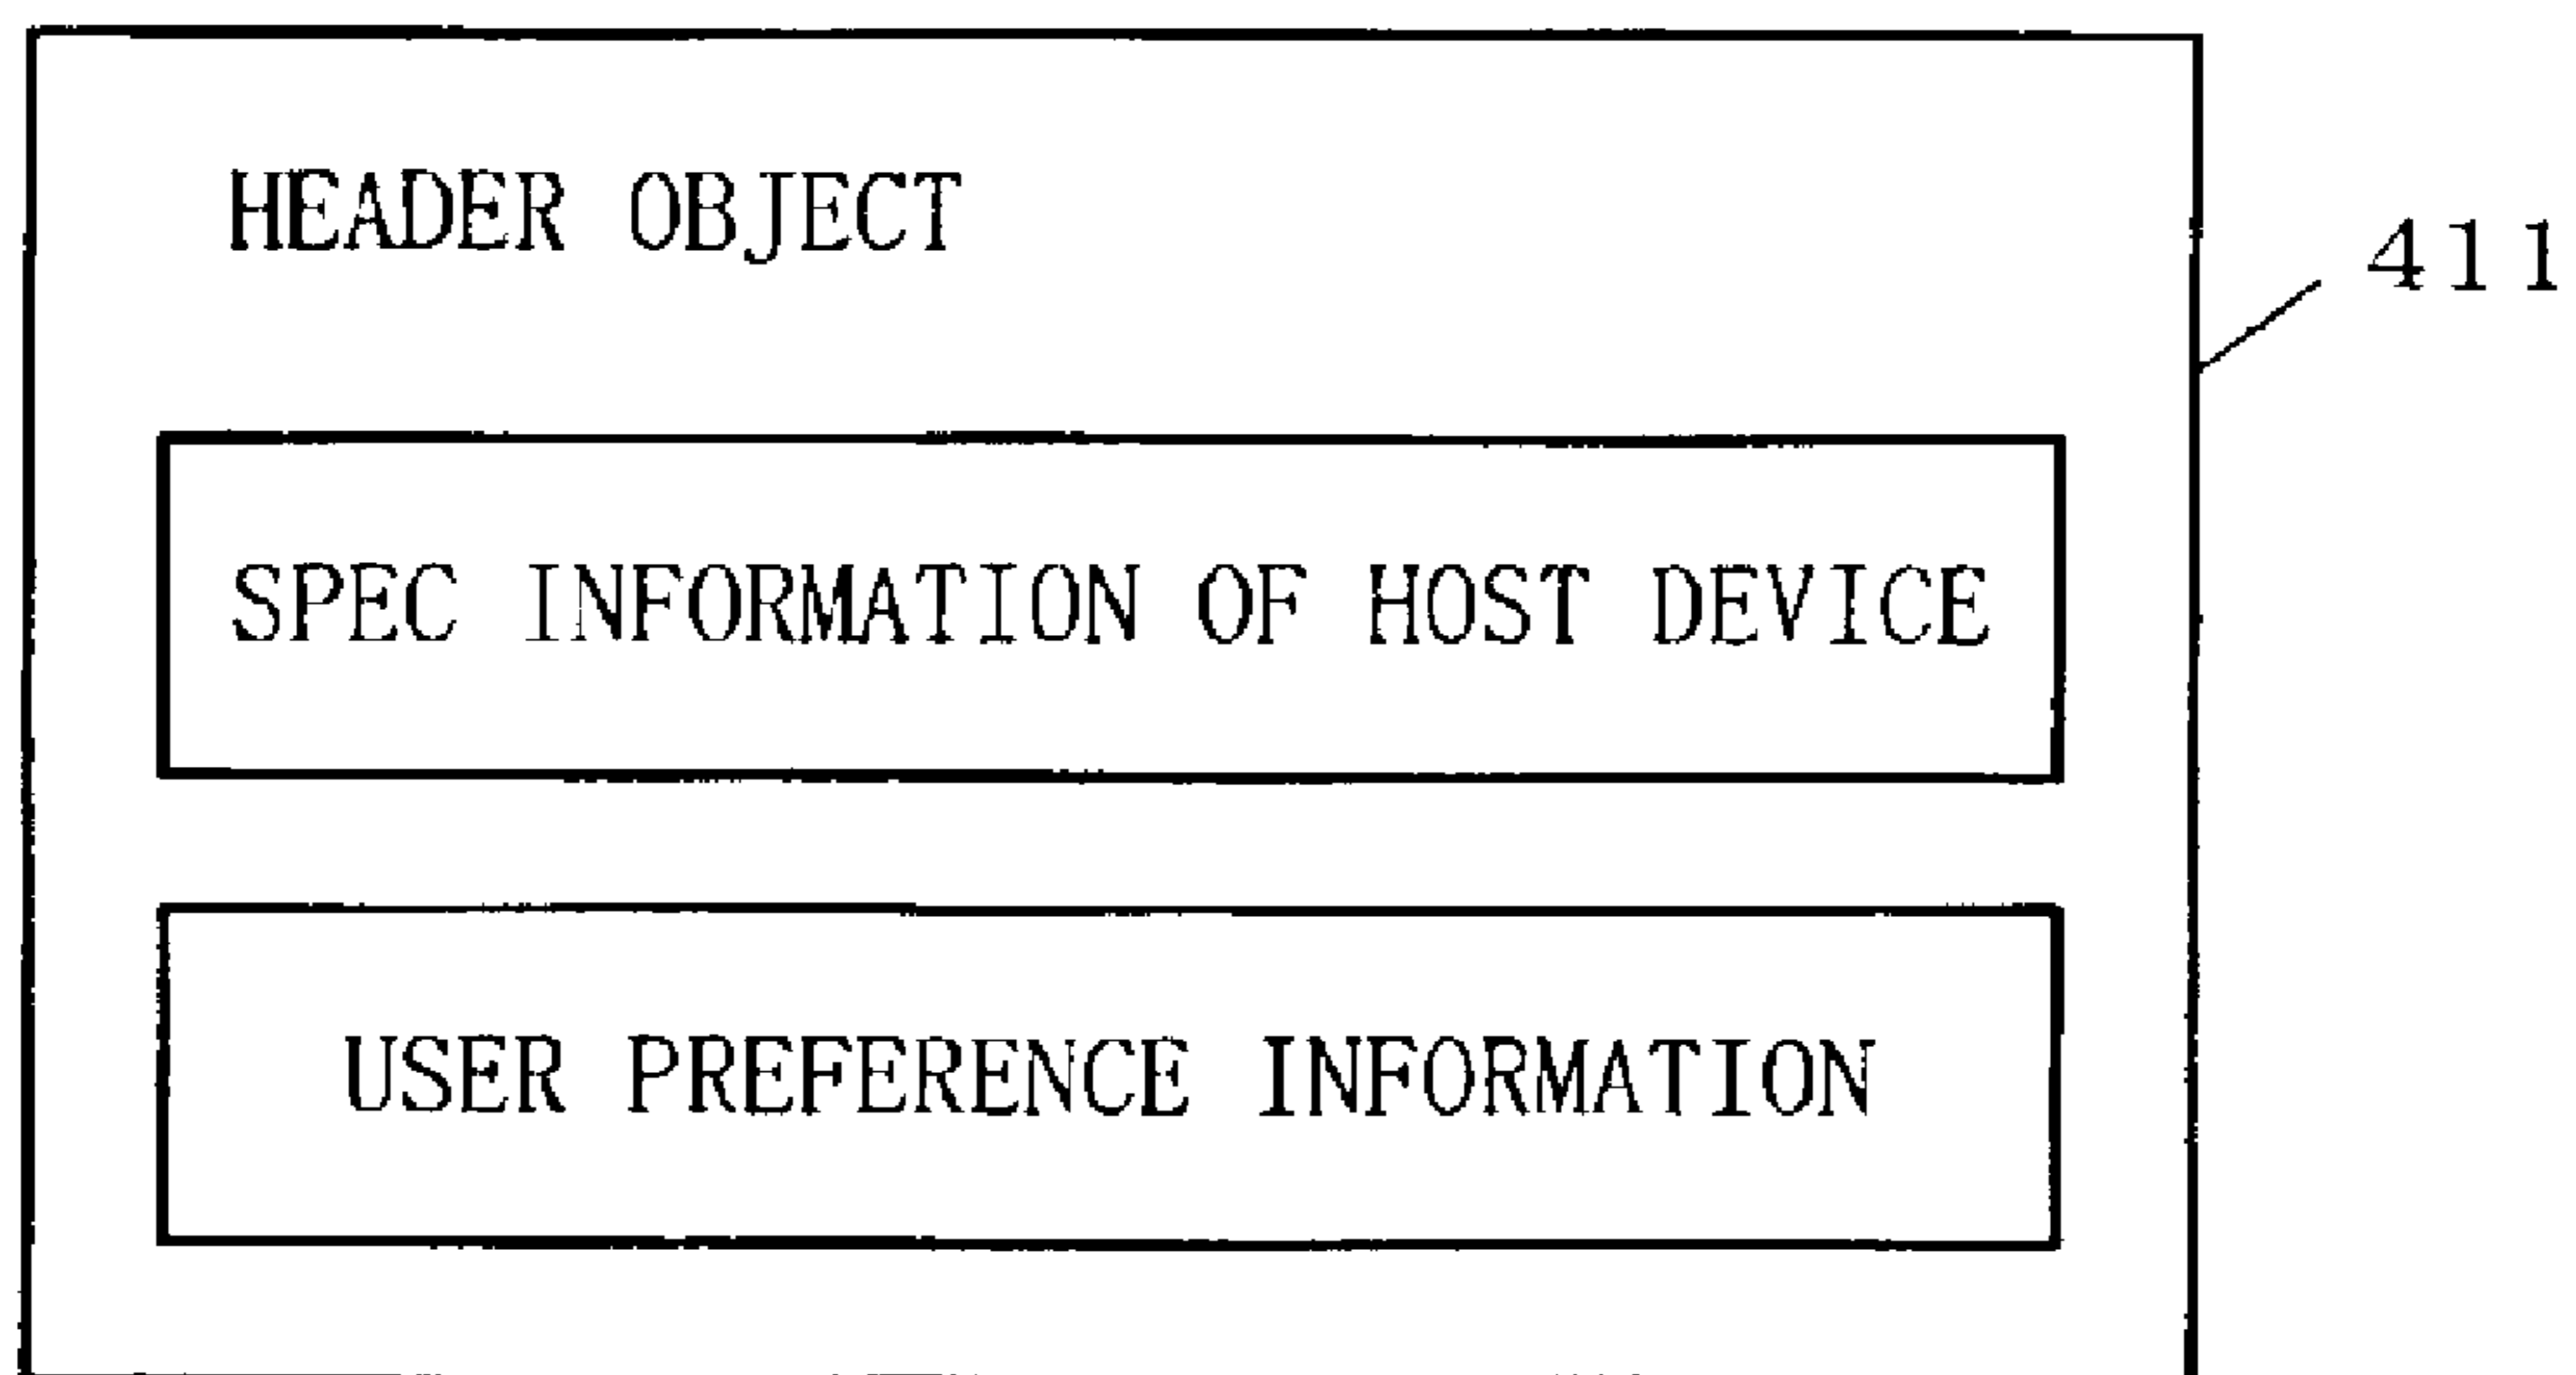 HEADER OBJECT
411
SPEC INFORMATION OF HOST DEVICE
USER PREFERENCE INFORMATION